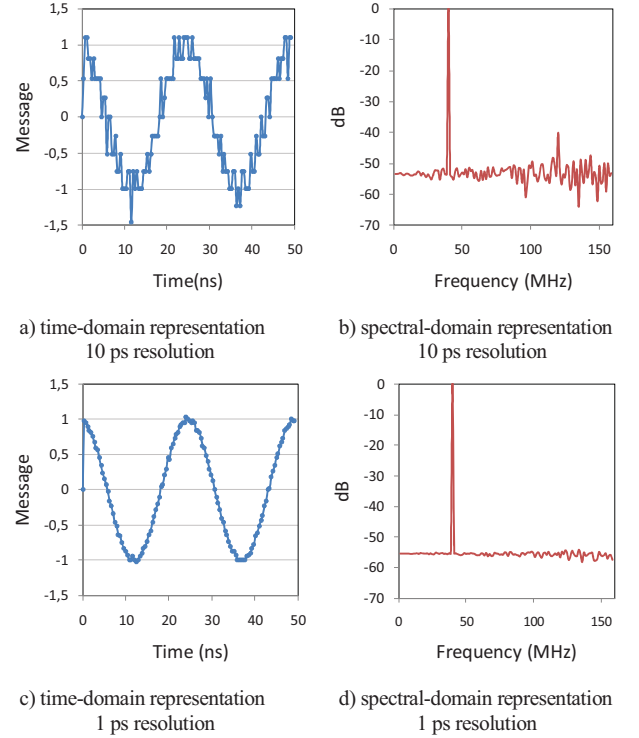 1,5
1
0,5
0
-0,5
-1
-1,5
Message
0 10 20 30 40 50
Time(ns)
0
-10
-20
-30
-40
-50
-60
-70
dB
0 50 100 150
Frequency (MHz)
a) time-domain representation
10 ps resolution
b) spectral-domain representation
10 ps resolution
1,5
1
0,5
0
-0,5
-1
-1,5
Message
0 10 20 30 40 50
Time (ns)
0
-10
-20
-30
-40
-50
-60
-70
dB
0 50 100 150
Frequency (MHz)
c) time-domain representation
1 ps resolution
d) spectral-domain representation
1 ps resolution